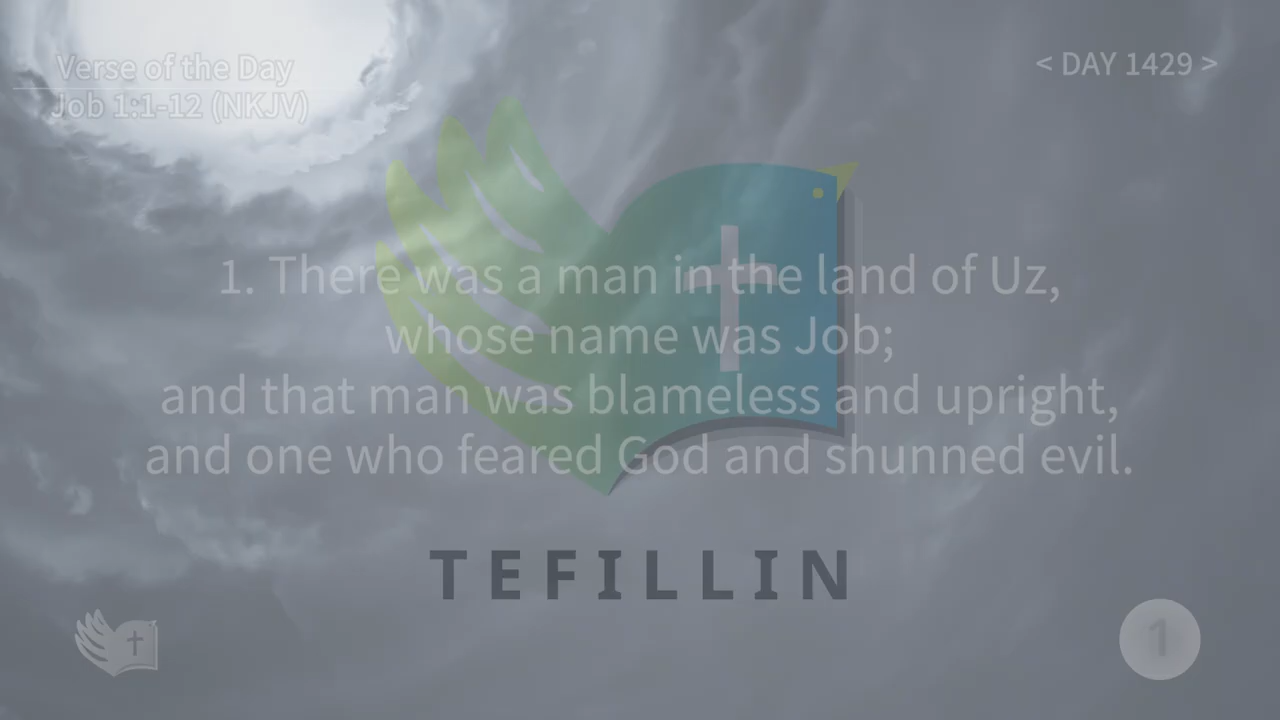 Verse of the Day
Job 1:1-12 (NKJV)
< DAY 1429 >
1. There was a man in the land of Uz,
whose name was Job;
and that man was blameless and upright,
and one who feared God and shunned evil.
TEFILLIN
1